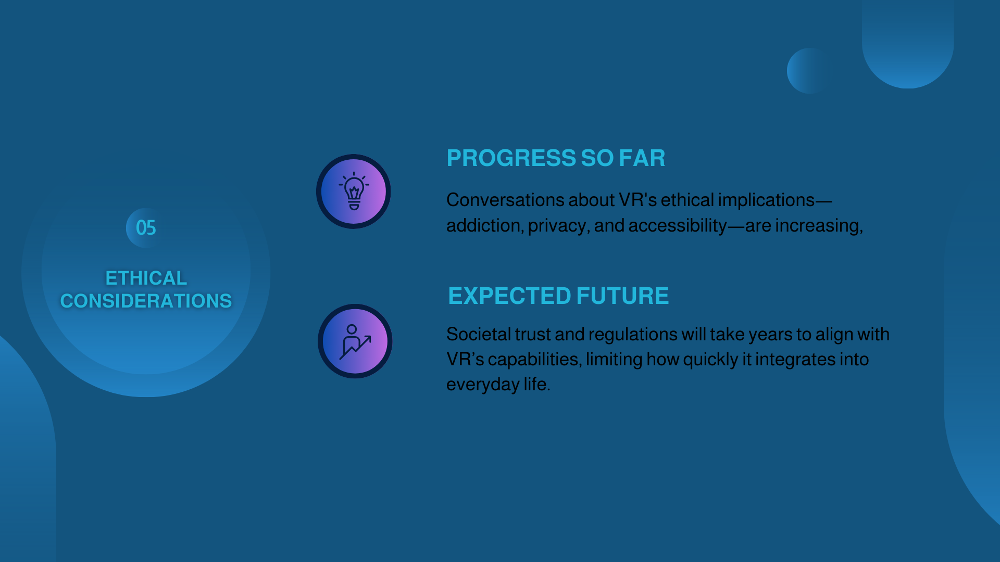 05
ETHICAL
CONSIDERATIONS
PROGRESS SO FAR
Conversations about VR's ethical implications—
addiction, privacy, and accessibility—are increasing,
EXPECTED FUTURE
Societal trust and regulations will take years to align with
VR’s capabilities, limiting how quickly it integrates into
everyday life.